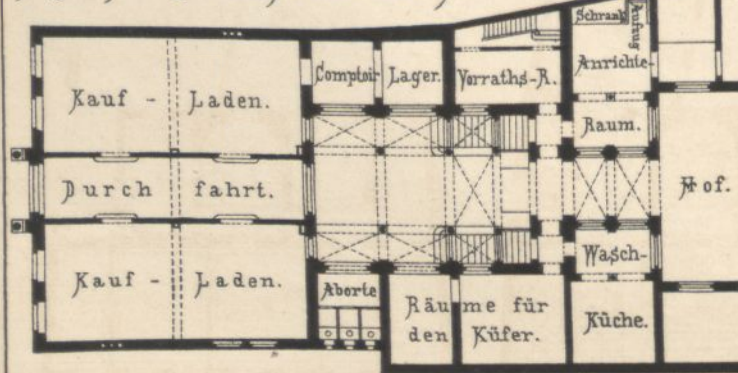 Schrank
Aufzug
Comptoir
Lager.
Vorraths-R.
Anrichte-
Raum.
Kauf - Laden.
Durch fahrt.
Hof.
Kauf - Laden.
Wasch-
Küche.
Aborte
Räume für
den Küfer.